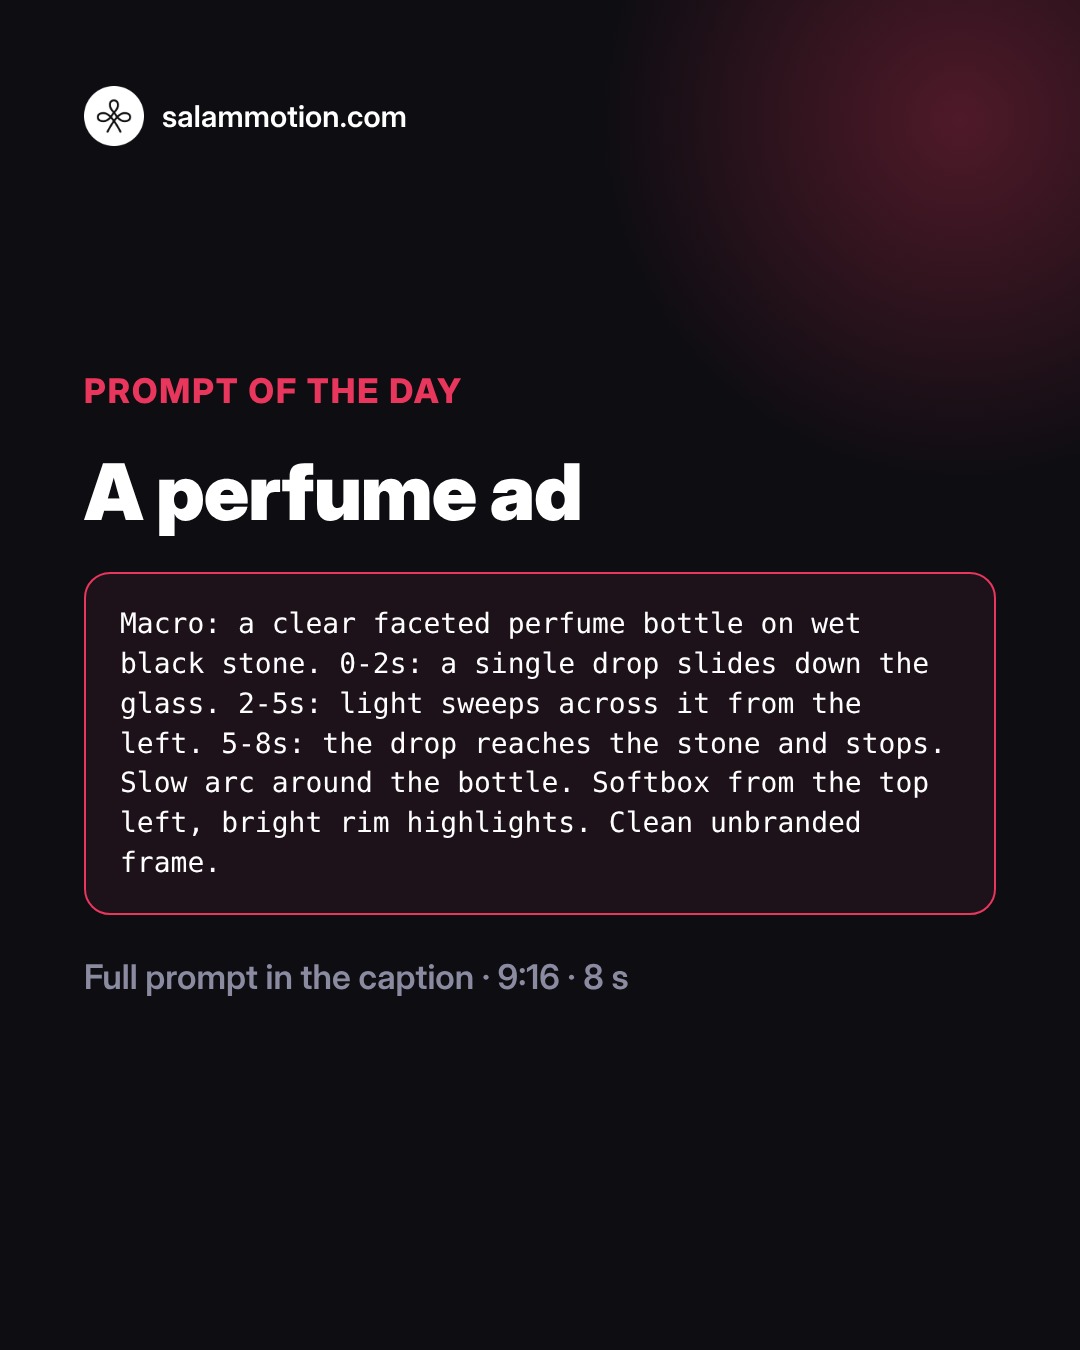 salammotion.com
PROMPT OF THE DAY
A perfume ad
Macro: a clear faceted perfume bottle on wet
black stone. 0-2s: a single drop slides down the
glass. 2-5s: light sweeps across it from the
left. 5-8s: the drop reaches the stone and stops.
Slow arc around the bottle. Softbox from the top
left, bright rim highlights. Clean unbranded
frame.
Full prompt in the caption · 9:16 · 8 s